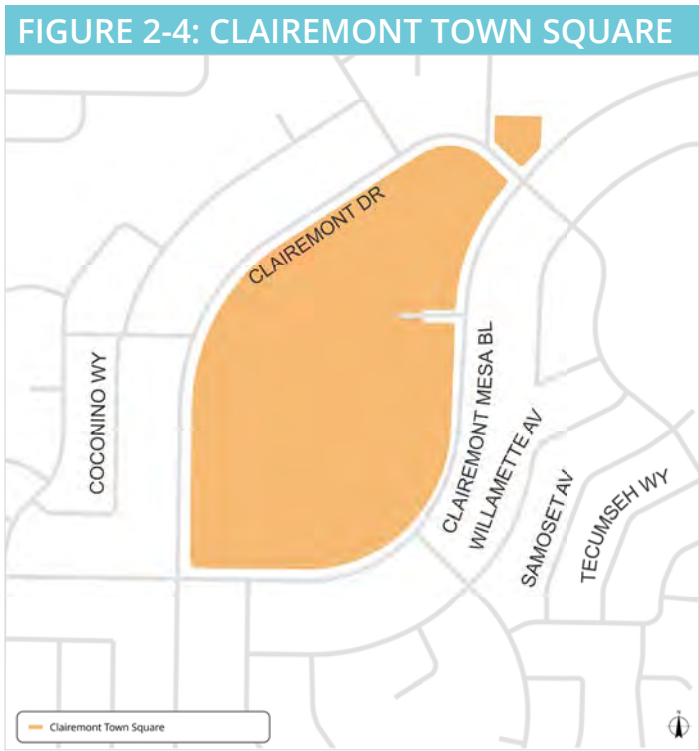 FIGURE 2-4: CLAIREMONT TOWN SQUARE
CLAIREMONT DR
COCONINO WY
CLAIREMONT MESA BL
WILLAMETTE AV
SAMOSET AV
TECUMSEH WY
Clairemont Town Square
N